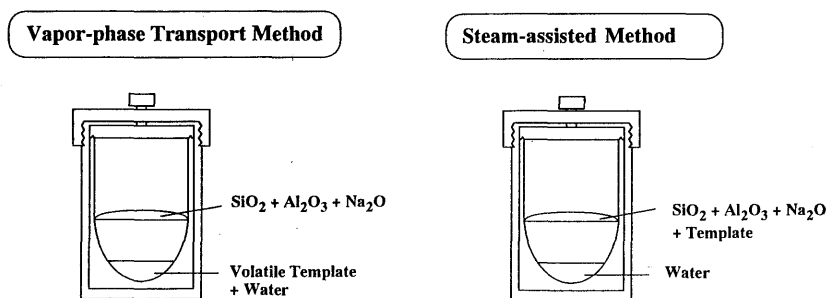 Vapor-phase Transport Method
SiO₂ + Al₂O₃ + Na₂O
Volatile Template
+ Water
Steam-assisted Method
SiO₂ + Al₂O₃ + Na₂O
+ Template
Water